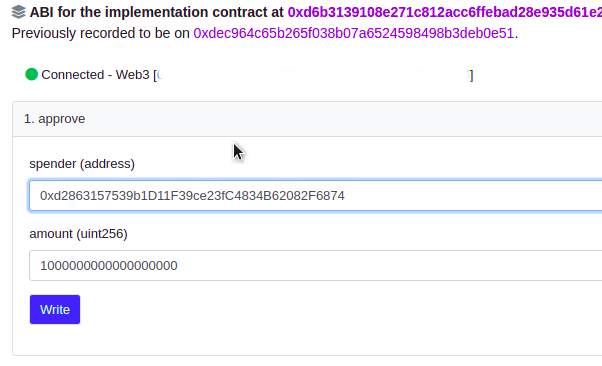 ABI for the implementation contract at 0xd6b3139108e271c812acc6ffebad28e935d61e2
Previously recorded to be on 0xdec964c65b265f038b07a6524598498b3deb0e51.
Connected - Web3 [ ]
1. approve
spender (address)
0xd2863157539b1D11F39ce23fC4834B62082F6874
amount (uint256)
1000000000000000000
Write